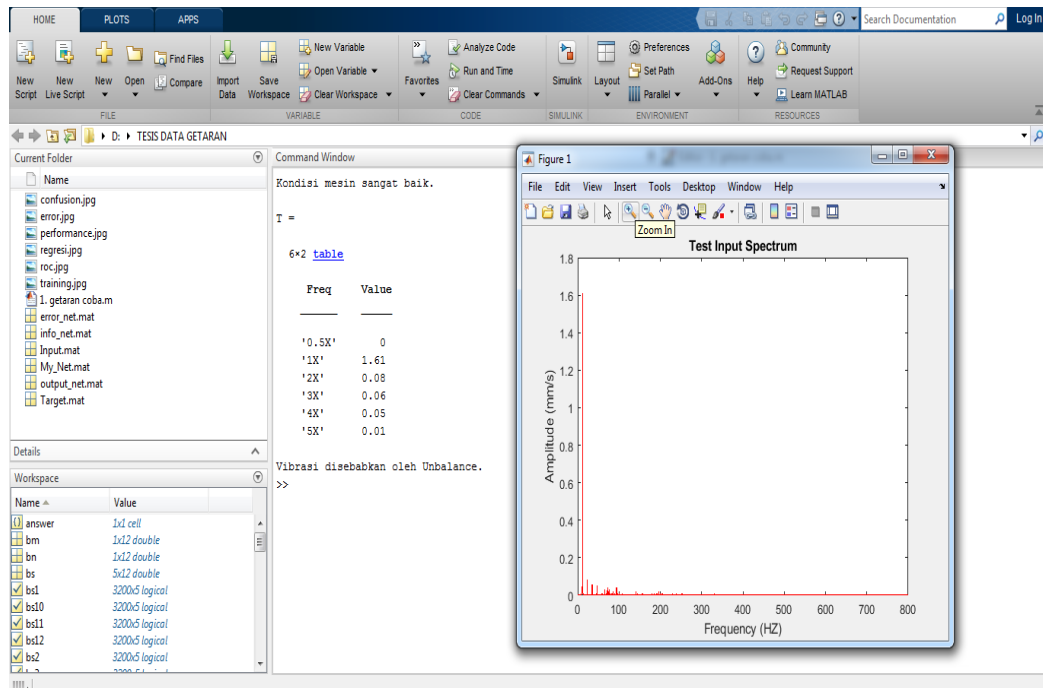 HOME PLOTS APPS Search Documentation Log In
New Script
New Live Script
New
Open
Find Files
Compare
Import Data
Save Workspace
New Variable
Open Variable
Clear Workspace
Favorites
Analyze Code
Run and Time
Clear Commands
Simulink
Layout
Preferences
Set Path
Parallel
Add-Ons
Help
Community
Request Support
Learn MATLAB
FILE VARIABLE CODE SIMULINK ENVIRONMENT RESOURCES
D: TESIS DATA GETARAN
Current Folder
Name
confusion.jpg
error.jpg
performance.jpg
regresi.jpg
roc.jpg
training.jpg
1. getaran coba.m
error_net.mat
info_net.mat
Input.mat
My_Net.mat
output_net.mat
Target.mat
Details
Workspace
Name Value
answer 1x1 cell
bm 1x12 double
bn 1x12 double
bs 5x12 double
bs1 3200x5 logical
bs10 3200x5 logical
bs11 3200x5 logical
bs12 3200x5 logical
bs2 3200x5 logical
Command Window
Kondisi mesin sangat baik.
T =
6×2 table
Freq Value
'0.5X' 0
'1X' 1.61
'2X' 0.08
'3X' 0.06
'4X' 0.05
'5X' 0.01
Vibrasi disebabkan oleh Unbalance.
>>
Figure 1
File Edit View Insert Tools Desktop Window Help
Zoom In
Test Input Spectrum
1.8
1.6
1.4
1.2
1
0.8
0.6
0.4
0.2
0
Amplitude (mm/s)
0 100 200 300 400 500 600 700 800
Frequency (HZ)